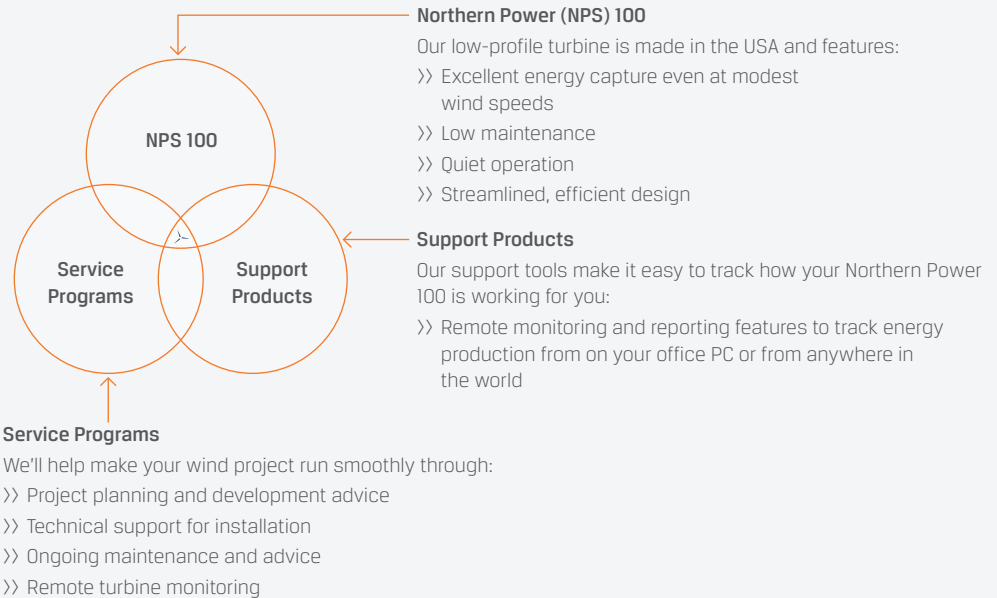 Northern Power (NPS) 100
Our low-profile turbine is made in the USA and features:
〉〉 Excellent energy capture even at modest
wind speeds
〉〉 Low maintenance
〉〉 Quiet operation
〉〉 Streamlined, efficient design
NPS 100
Service
Programs
Support
Products
Support Products
Our support tools make it easy to track how your Northern Power
100 is working for you:
〉〉 Remote monitoring and reporting features to track energy
production from on your office PC or from anywhere in
the world
Service Programs
We'll help make your wind project run smoothly through:
〉〉 Project planning and development advice
〉〉 Technical support for installation
〉〉 Ongoing maintenance and advice
〉〉 Remote turbine monitoring